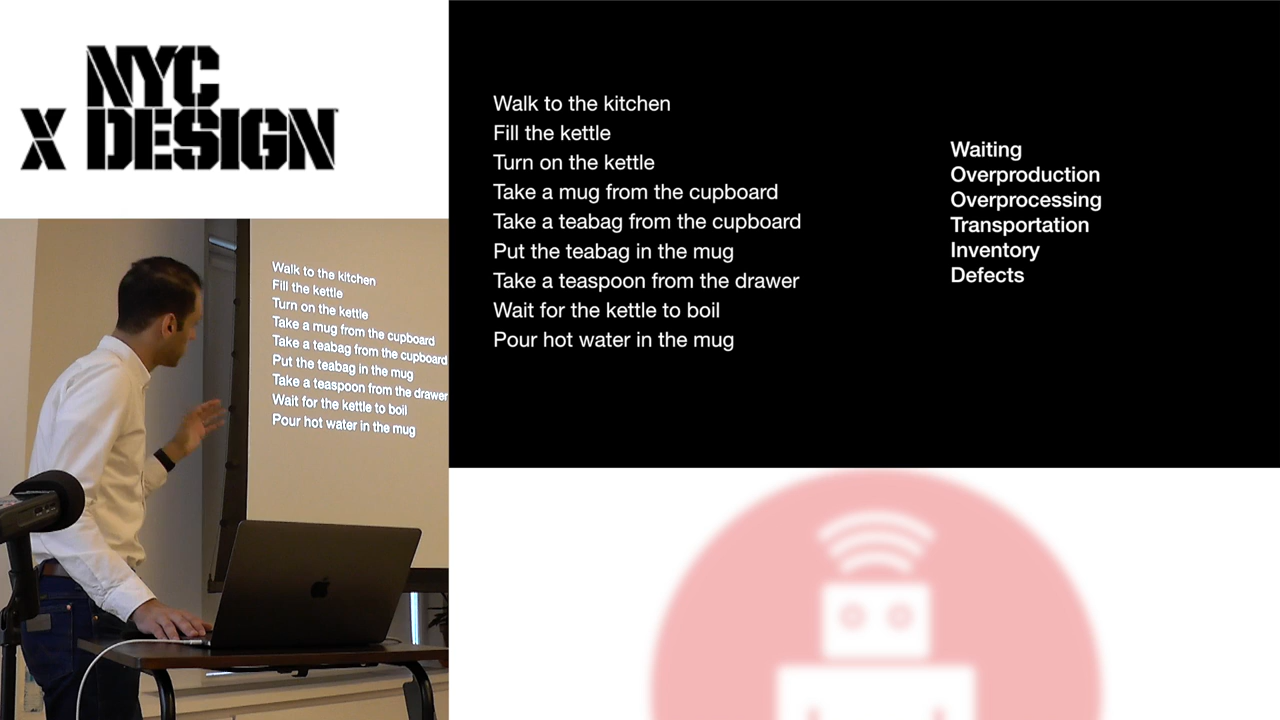 NYC
X DESIGN
Walk to the kitchen
Fill the kettle
Turn on the kettle
Take a mug from the cupboard
Take a teabag from the cupboard
Put the teabag in the mug
Take a teaspoon from the drawer
Wait for the kettle to boil
Pour hot water in the mug
Waiting
Overproduction
Overprocessing
Transportation
Inventory
Defects
Walk to the kitchen
Fill the kettle
Turn on the kettle
Take a mug from the cupboard
Take a teabag from the cupboard
Put the teabag in the mug
Take a teaspoon from the drawer
Wait for the kettle to boil
Pour hot water in the mug